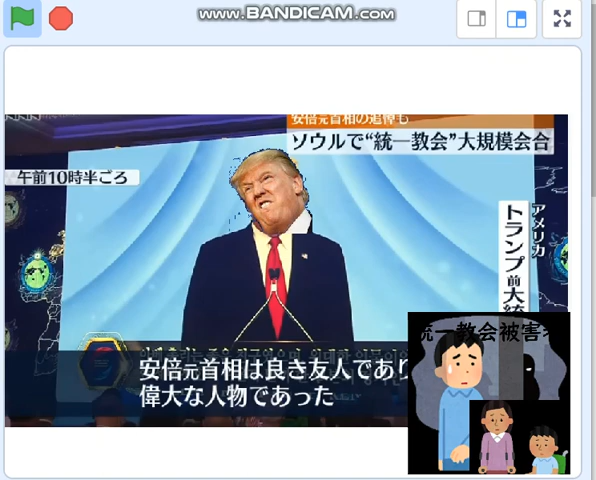 www.BANDICAM.com
安倍元首相の追悼も
ソウルで“統一教会”大規模会合
午前10時半ごろ
アメリカ
トランプ前大統
統一教会被害者
安倍元首相は良き友人であり
偉大な人物であった